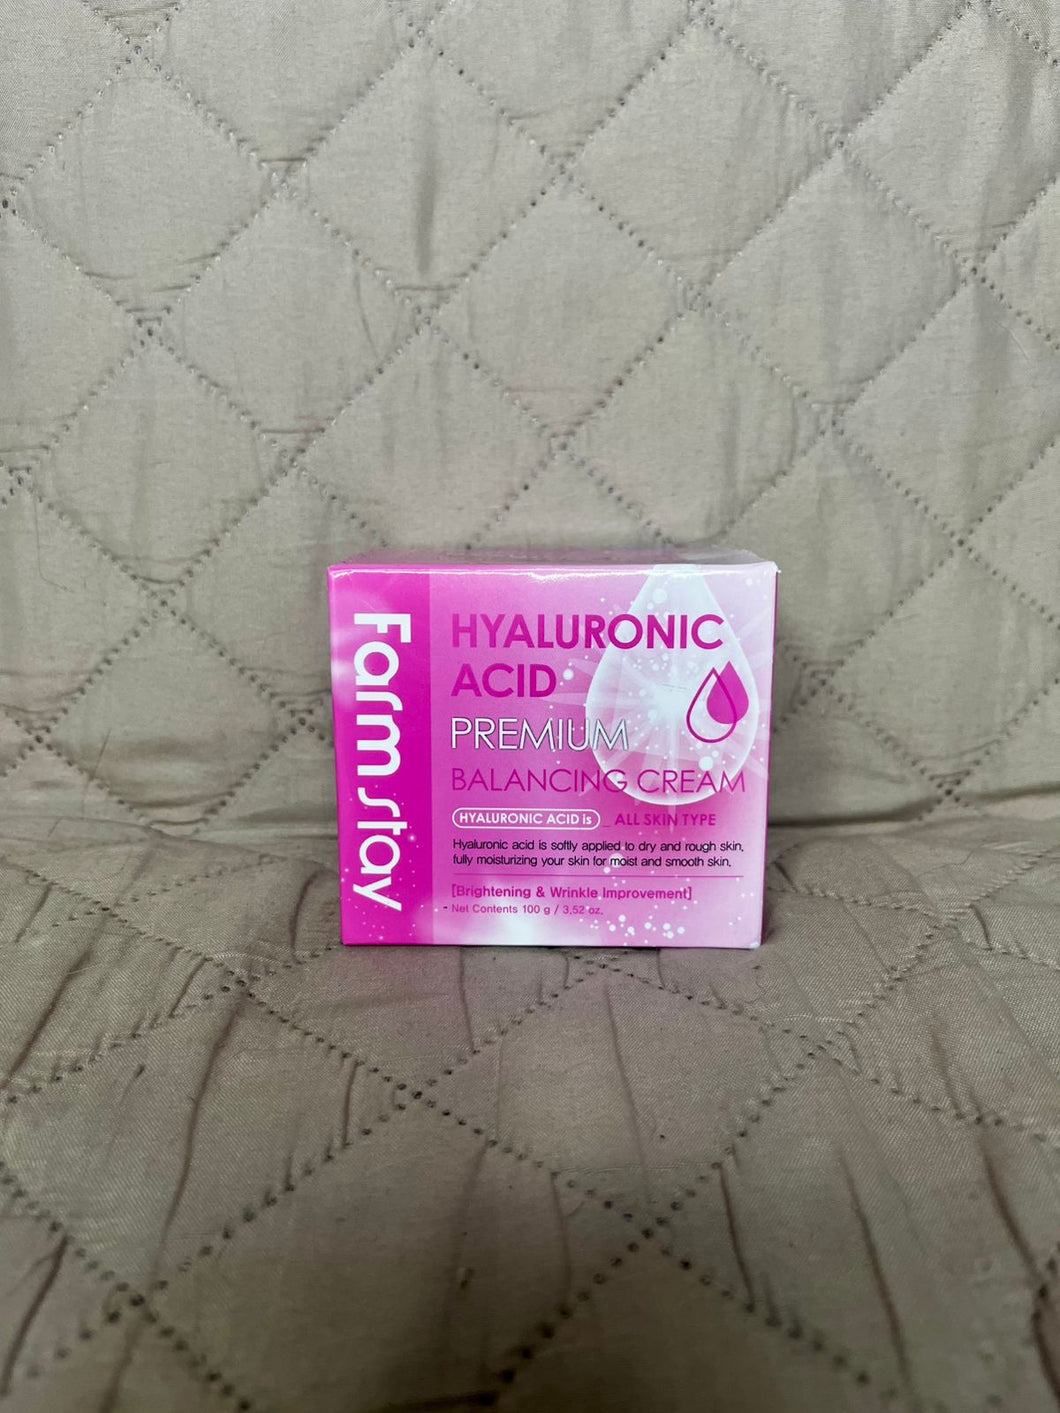 Farm stay
HYALURONIC
ACID
PREMIUM
BALANCING CREAM
HYALURONIC ACID is _ ALL SKIN TYPE
Hyaluronic acid is softly applied to dry and rough skin,
fully moisturizing your skin for moist and smooth skin.
[Brightening & Wrinkle Improvement]
Net Contents 100 g / 3.52 oz.